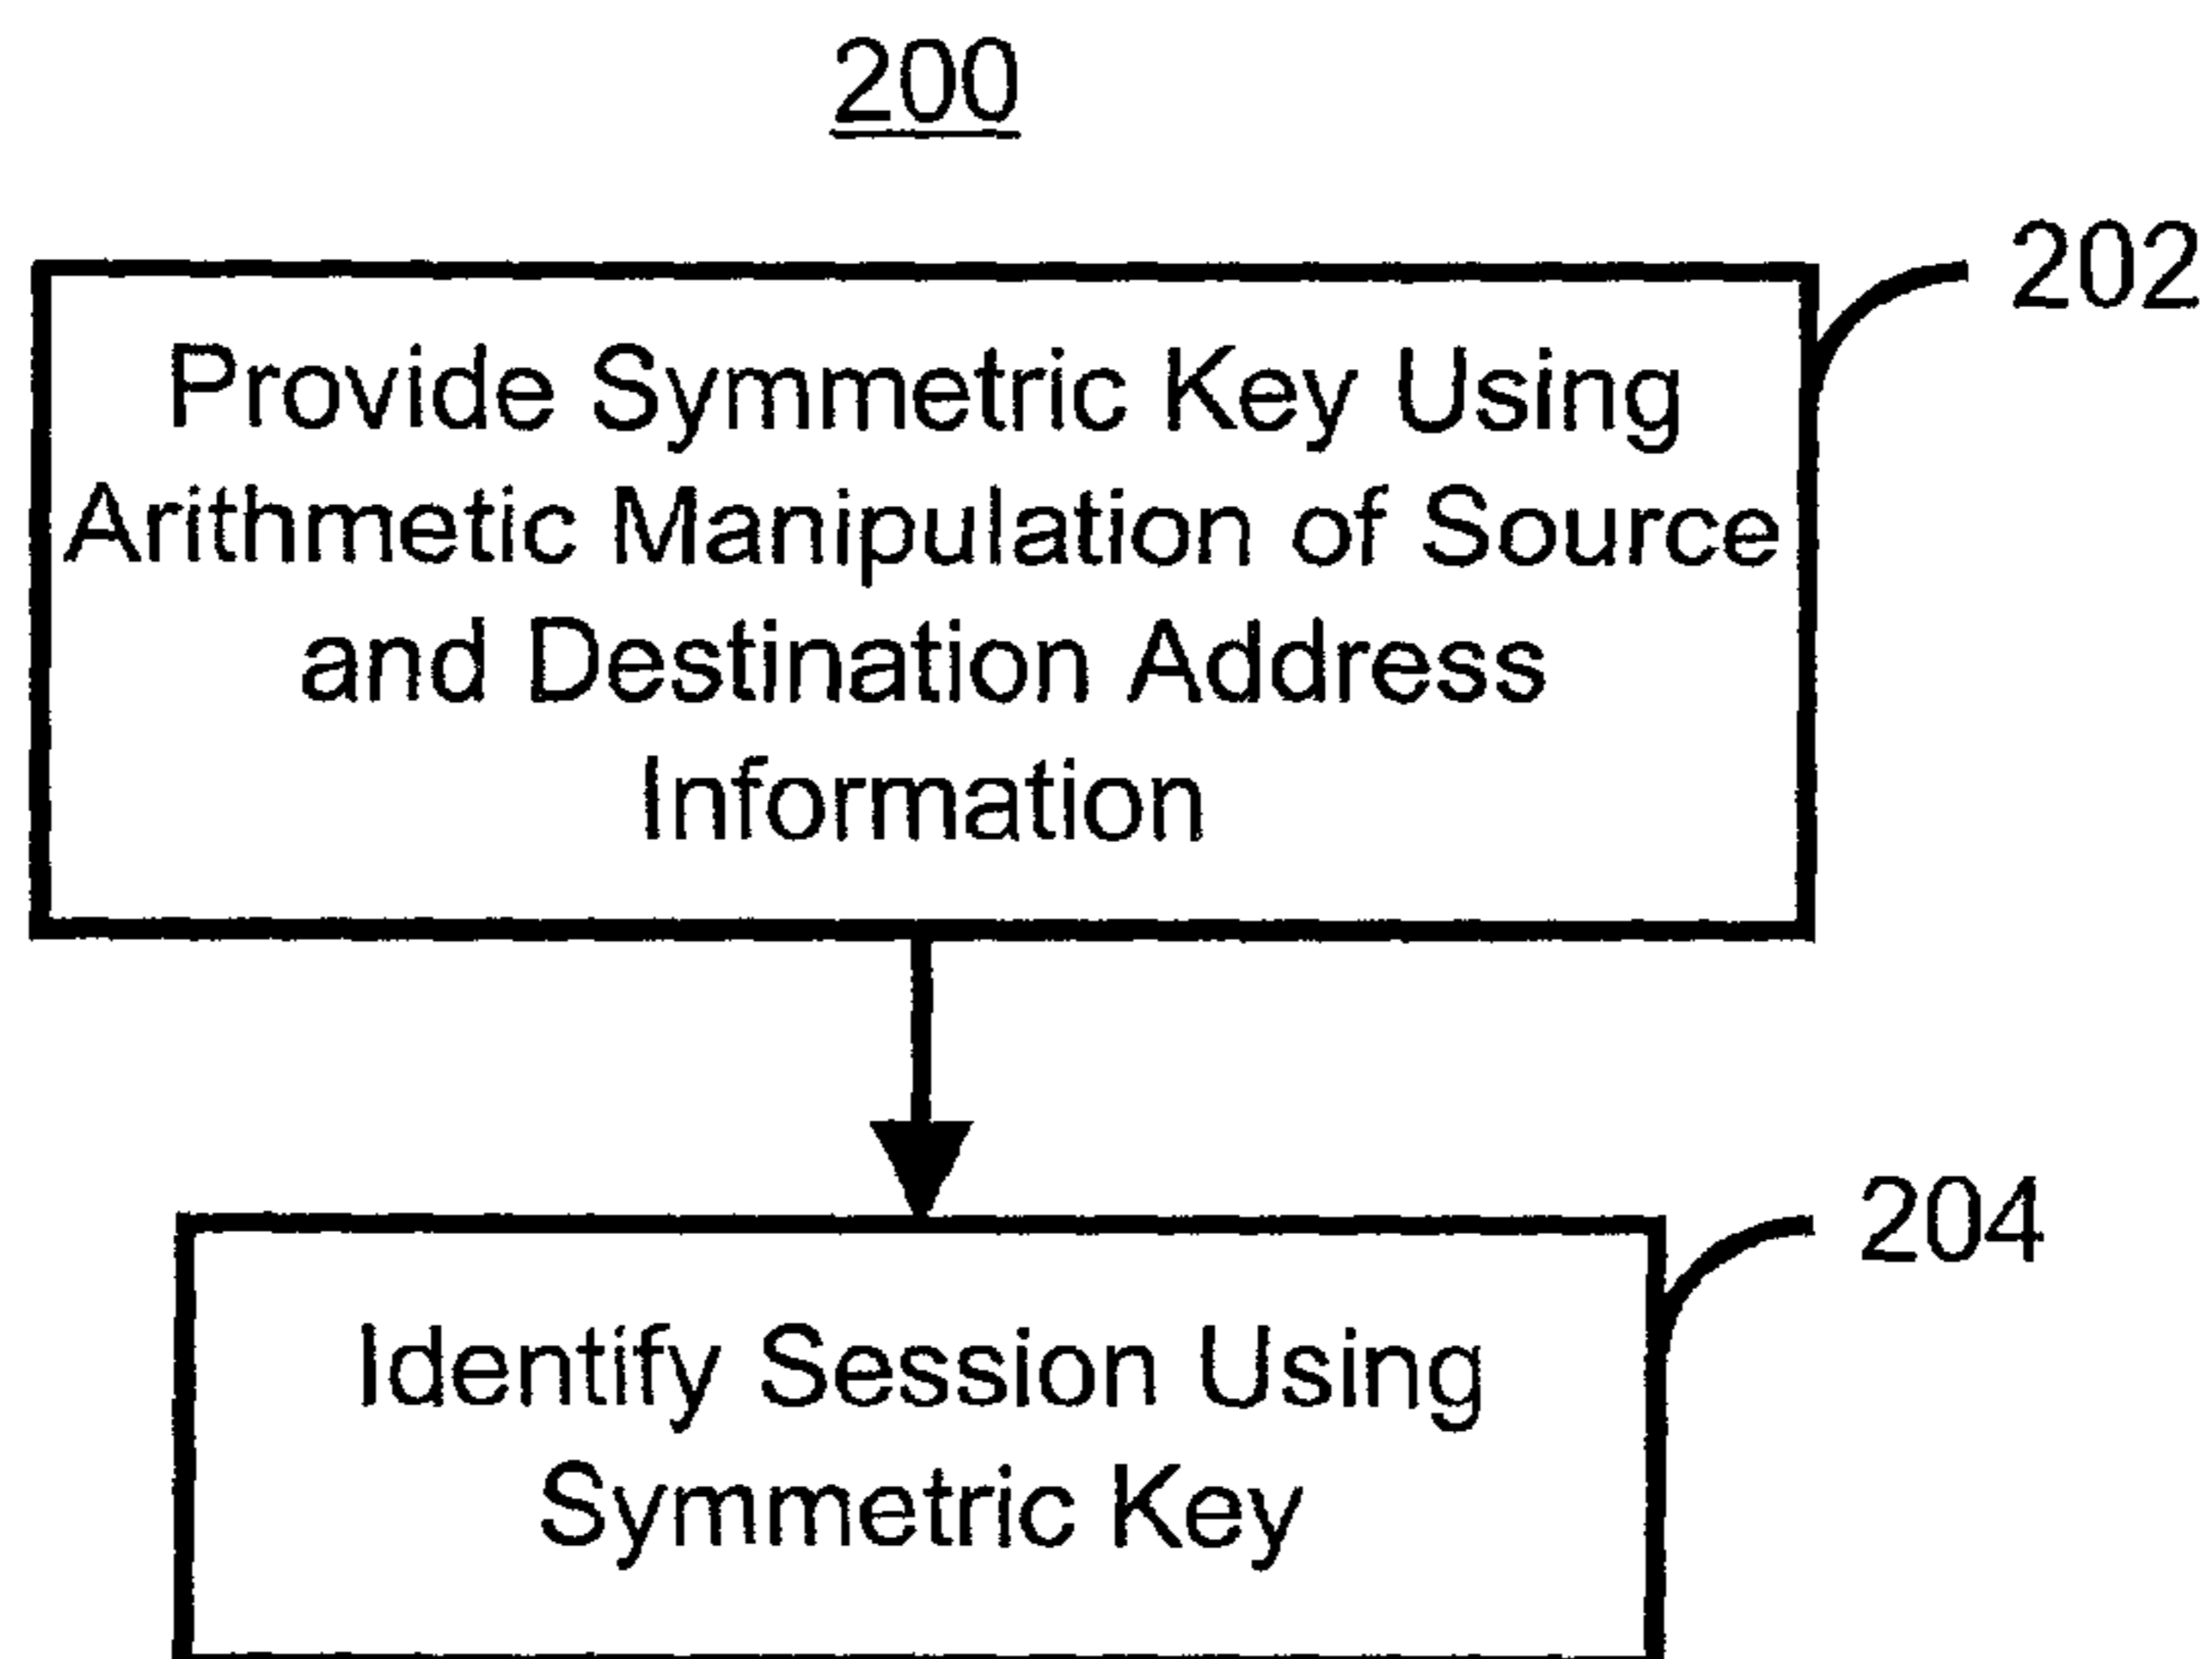 200
202
Provide Symmetric Key Using
Arithmetic Manipulation of Source
and Destination Address
Information
204
Identify Session Using
Symmetric Key